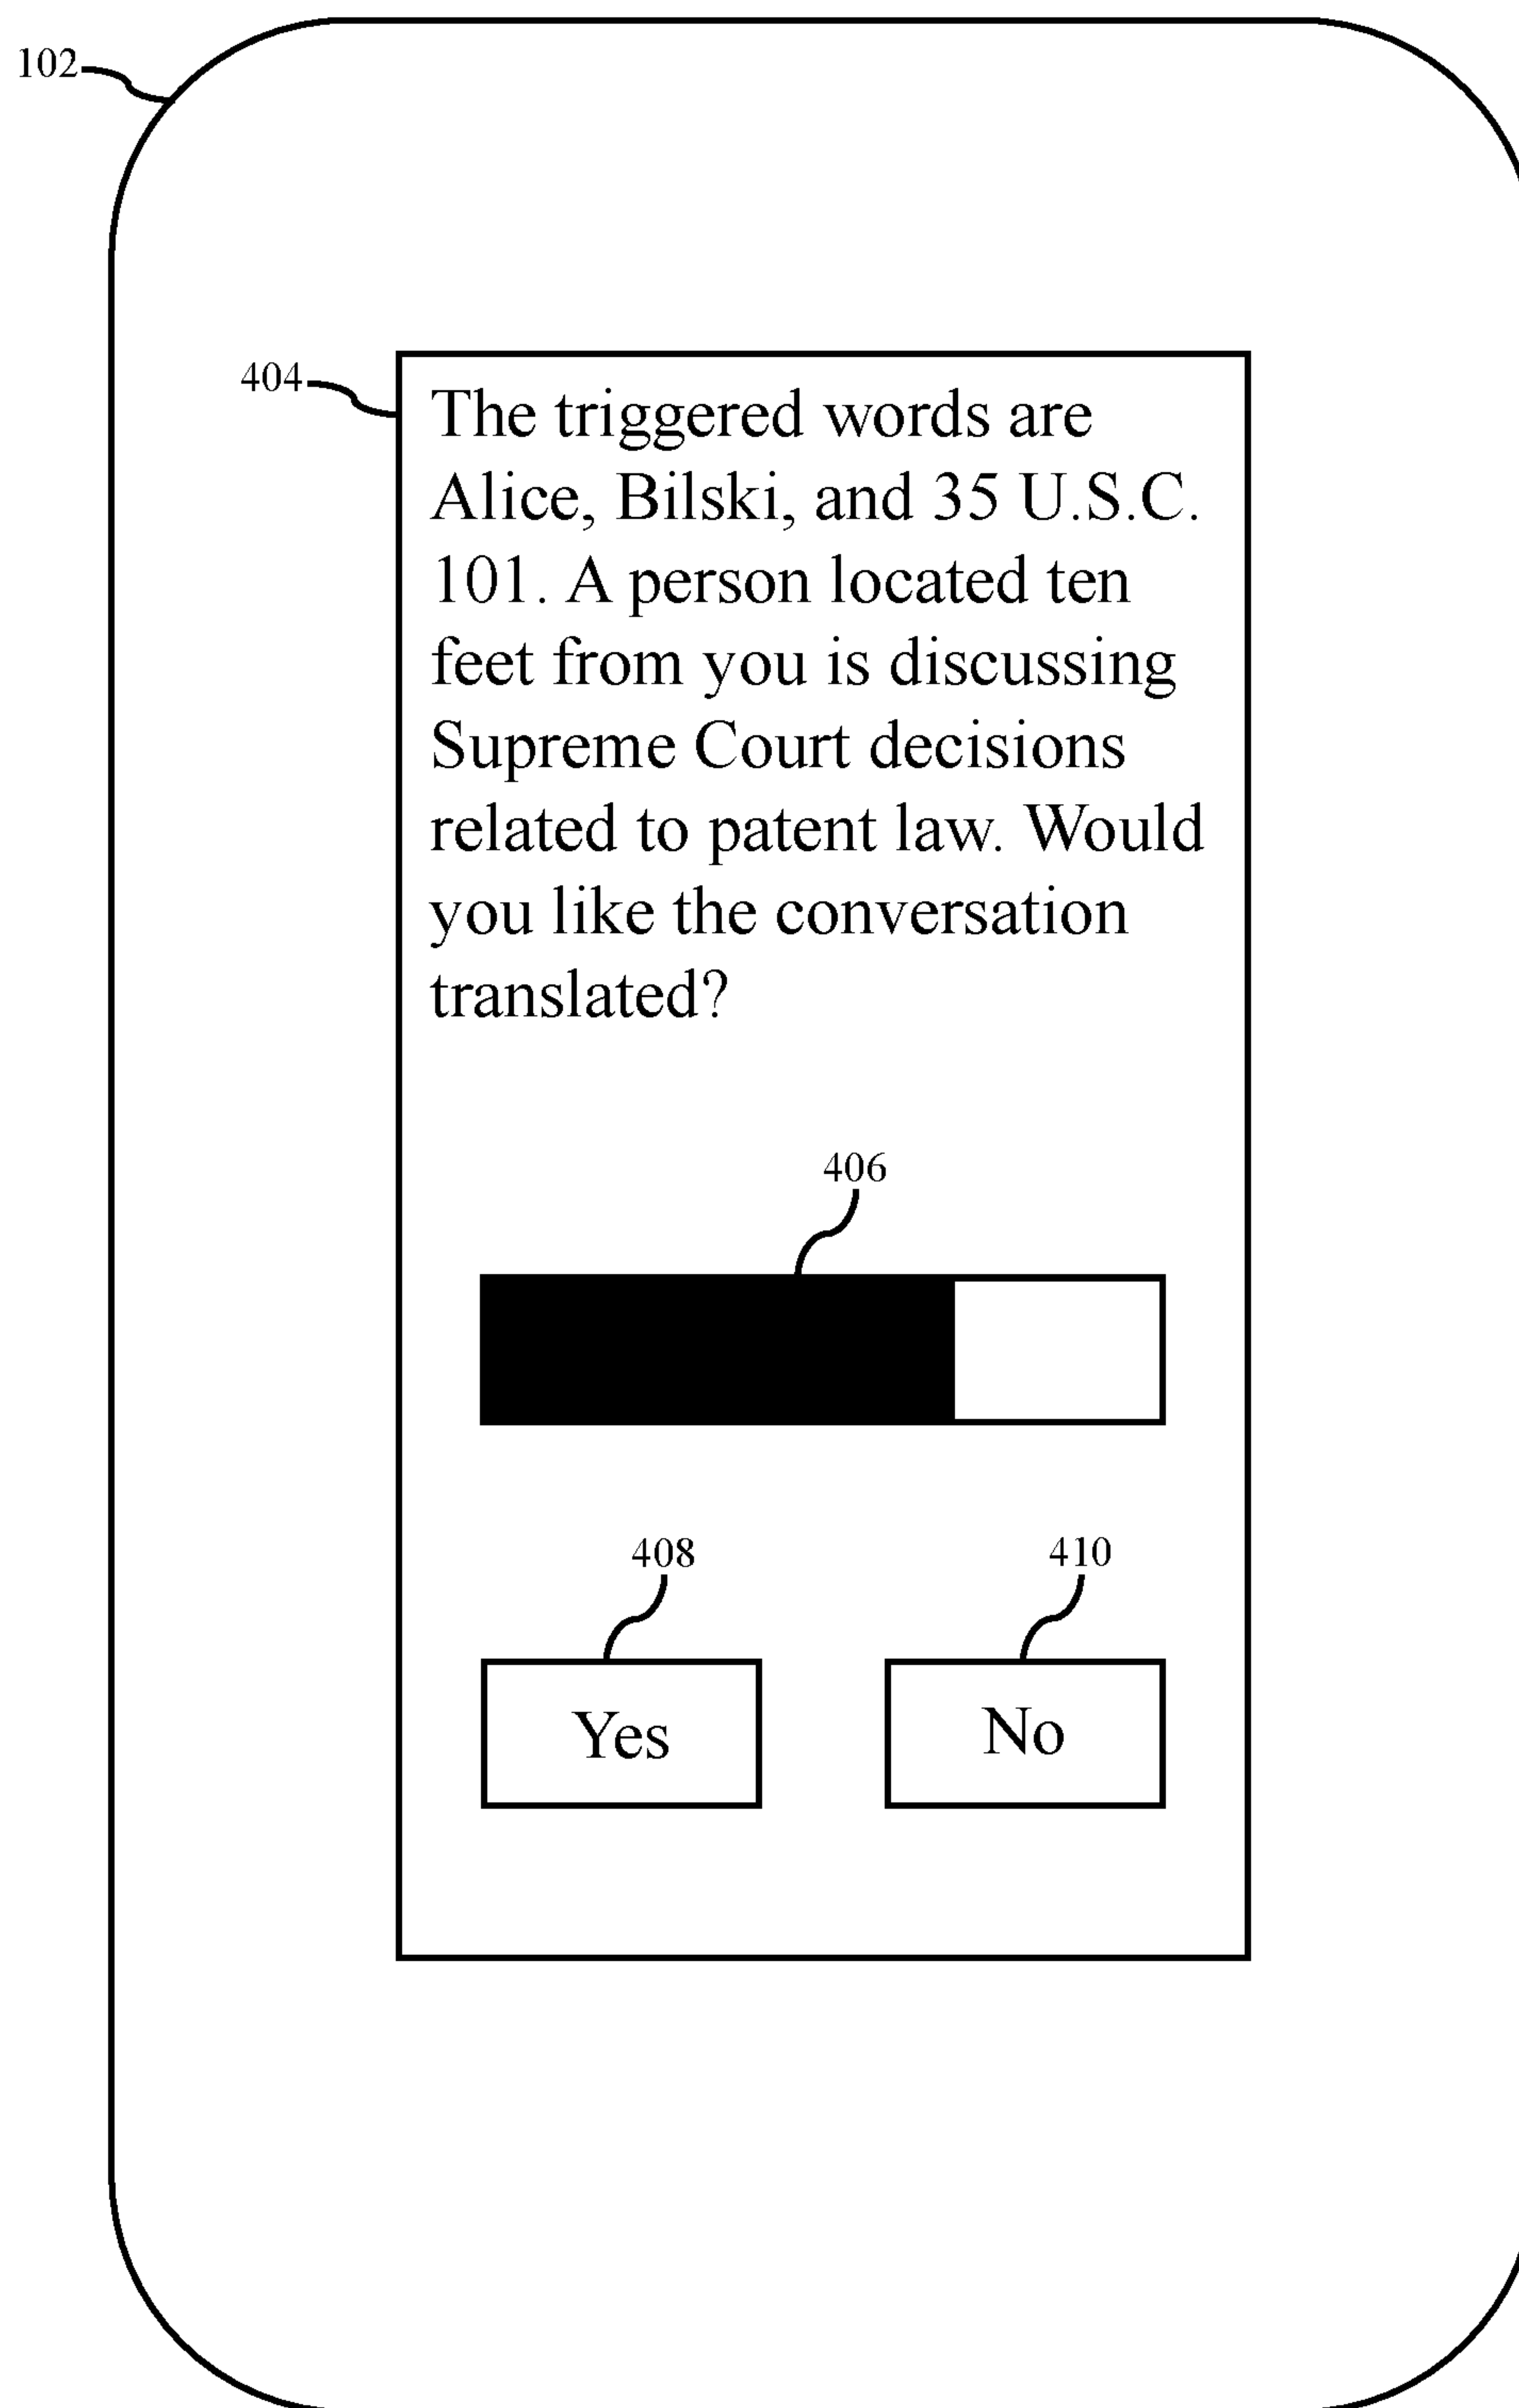 102
404
The triggered words are
Alice, Bilski, and 35 U.S.C.
101. A person located ten
feet from you is discussing
Supreme Court decisions
related to patent law. Would
you like the conversation
translated?
406
408
410
Yes
No